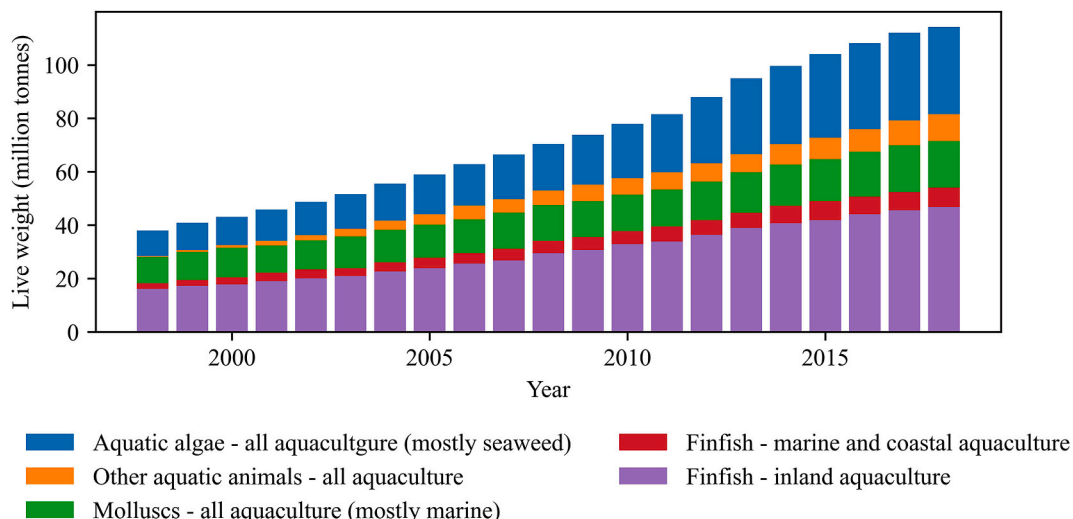 Live weight (million tonnes)
100
80
60
40
20
0
2000 2005 2010 2015
Year
Aquatic algae - all aquacultgure (mostly seaweed)
Other aquatic animals - all aquaculture
Molluscs - all aquaculture (mostly marine)
Finfish - marine and coastal aquaculture
Finfish - inland aquaculture